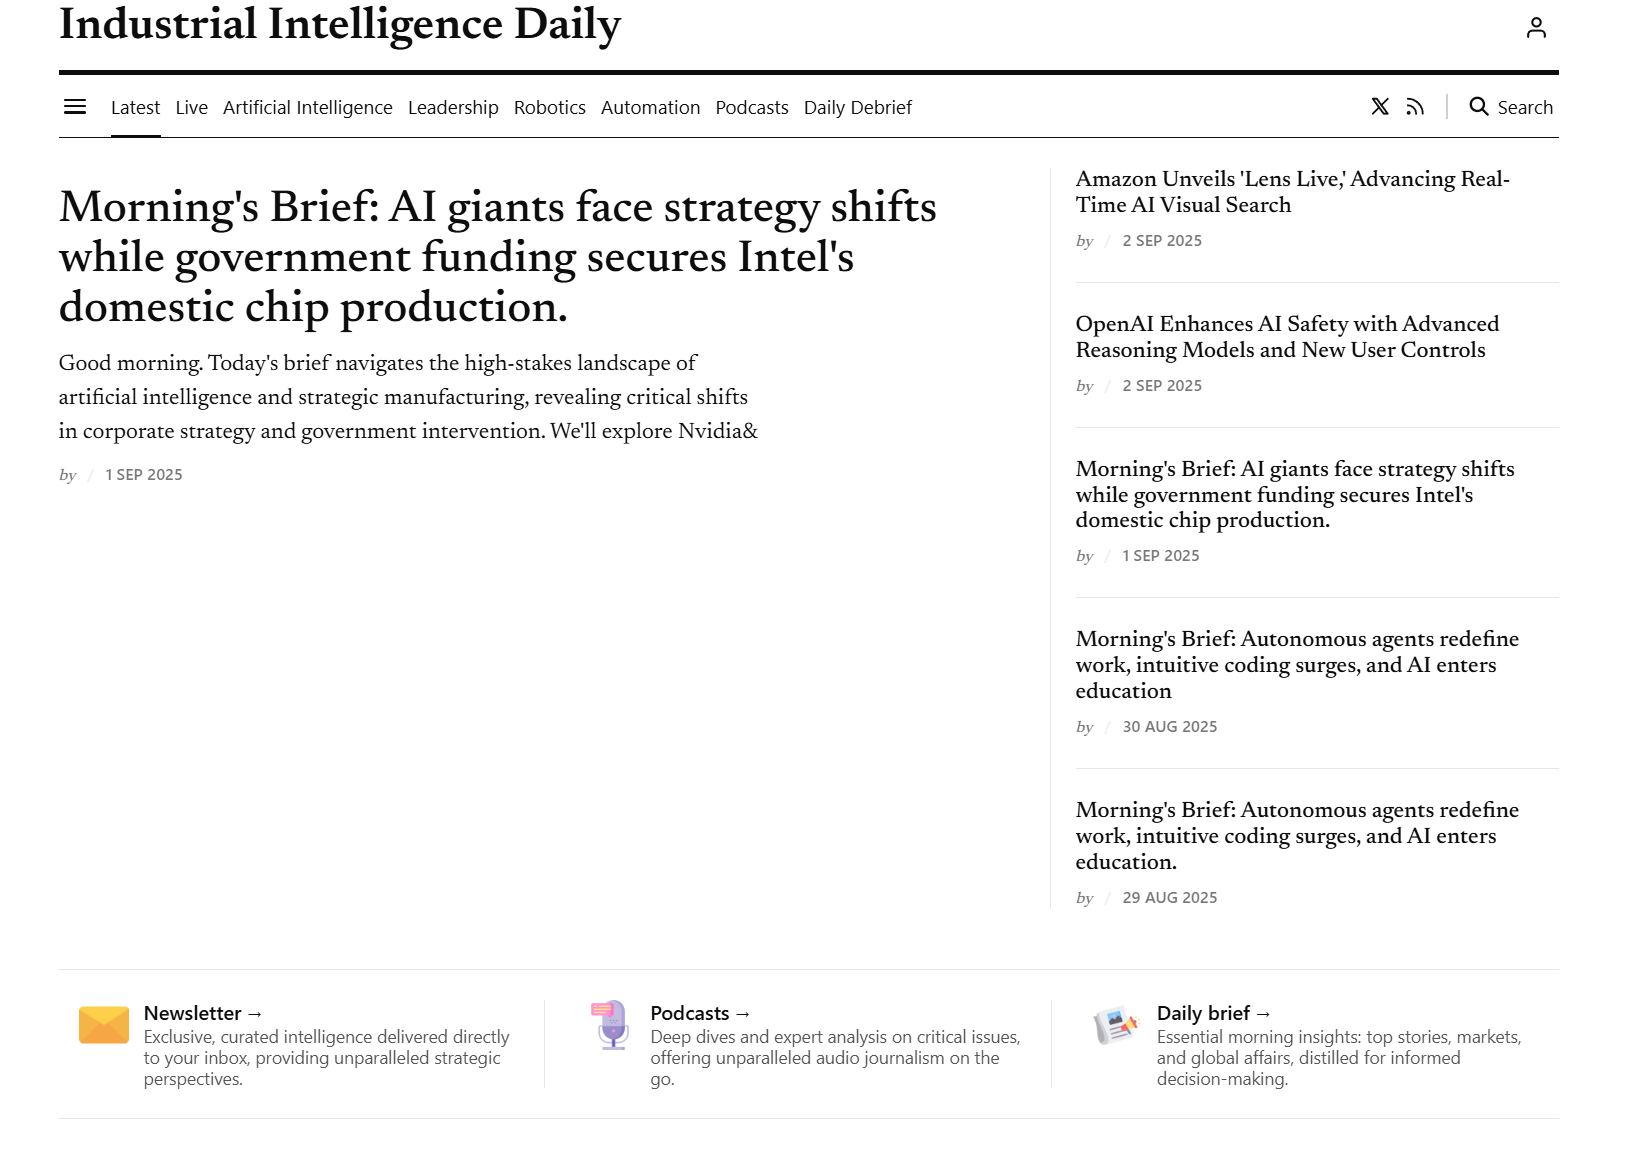 Industrial Intelligence Daily
Latest Live Artificial Intelligence Leadership Robotics Automation Podcasts Daily Debrief
Search
Morning's Brief: AI giants face strategy shifts
while government funding secures Intel's
domestic chip production.
Good morning. Today's brief navigates the high-stakes landscape of
artificial intelligence and strategic manufacturing, revealing critical shifts
in corporate strategy and government intervention. We'll explore Nvidia&
by / 1 SEP 2025
Amazon Unveils 'Lens Live,' Advancing Real-
Time AI Visual Search
by / 2 SEP 2025
OpenAI Enhances AI Safety with Advanced
Reasoning Models and New User Controls
by / 2 SEP 2025
Morning's Brief: AI giants face strategy shifts
while government funding secures Intel's
domestic chip production.
by / 1 SEP 2025
Morning's Brief: Autonomous agents redefine
work, intuitive coding surges, and AI enters
education
by / 30 AUG 2025
Morning's Brief: Autonomous agents redefine
work, intuitive coding surges, and AI enters
education.
by / 29 AUG 2025
Newsletter →
Exclusive, curated intelligence delivered directly
to your inbox, providing unparalleled strategic
perspectives.
Podcasts →
Deep dives and expert analysis on critical issues,
offering unparalleled audio journalism on the
go.
Daily brief →
Essential morning insights: top stories, markets,
and global affairs, distilled for informed
decision-making.